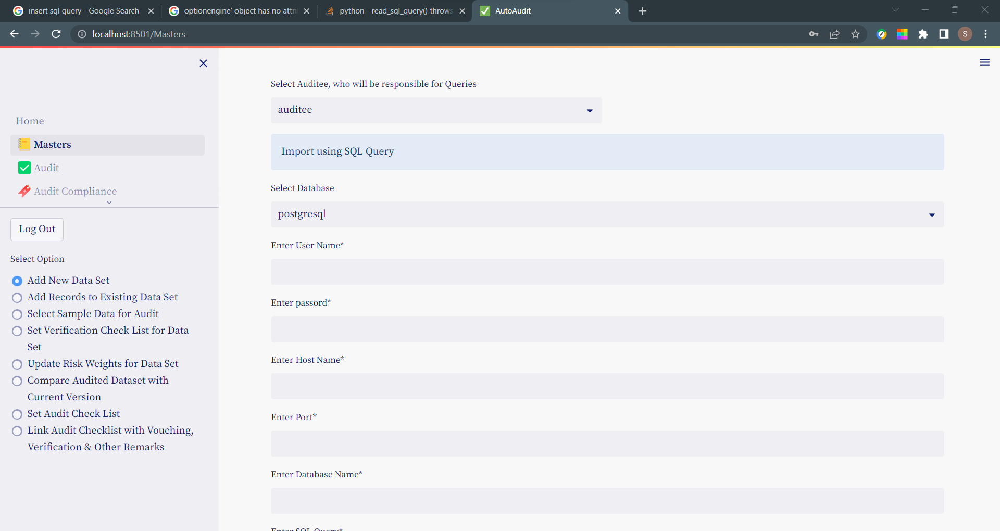 insert sql query - Google Search
optionengine' object has no attri
python - read_sql_query() throws
AutoAudit
localhost:8501/Masters
S
Home
Masters
Audit
Audit Compliance
Log Out
Select Option
Add New Data Set
Add Records to Existing Data Set
Select Sample Data for Audit
Set Verification Check List for Data
Set
Update Risk Weights for Data Set
Compare Audited Dataset with
Current Version
Set Audit Check List
Link Audit Checklist with Vouching,
Verification & Other Remarks
Select Auditee, who will be responsible for Queries
auditee
Import using SQL Query
Select Database
postgresql
Enter User Name*
Enter passord*
Enter Host Name*
Enter Port*
Enter Database Name*
Enter SQL Query*